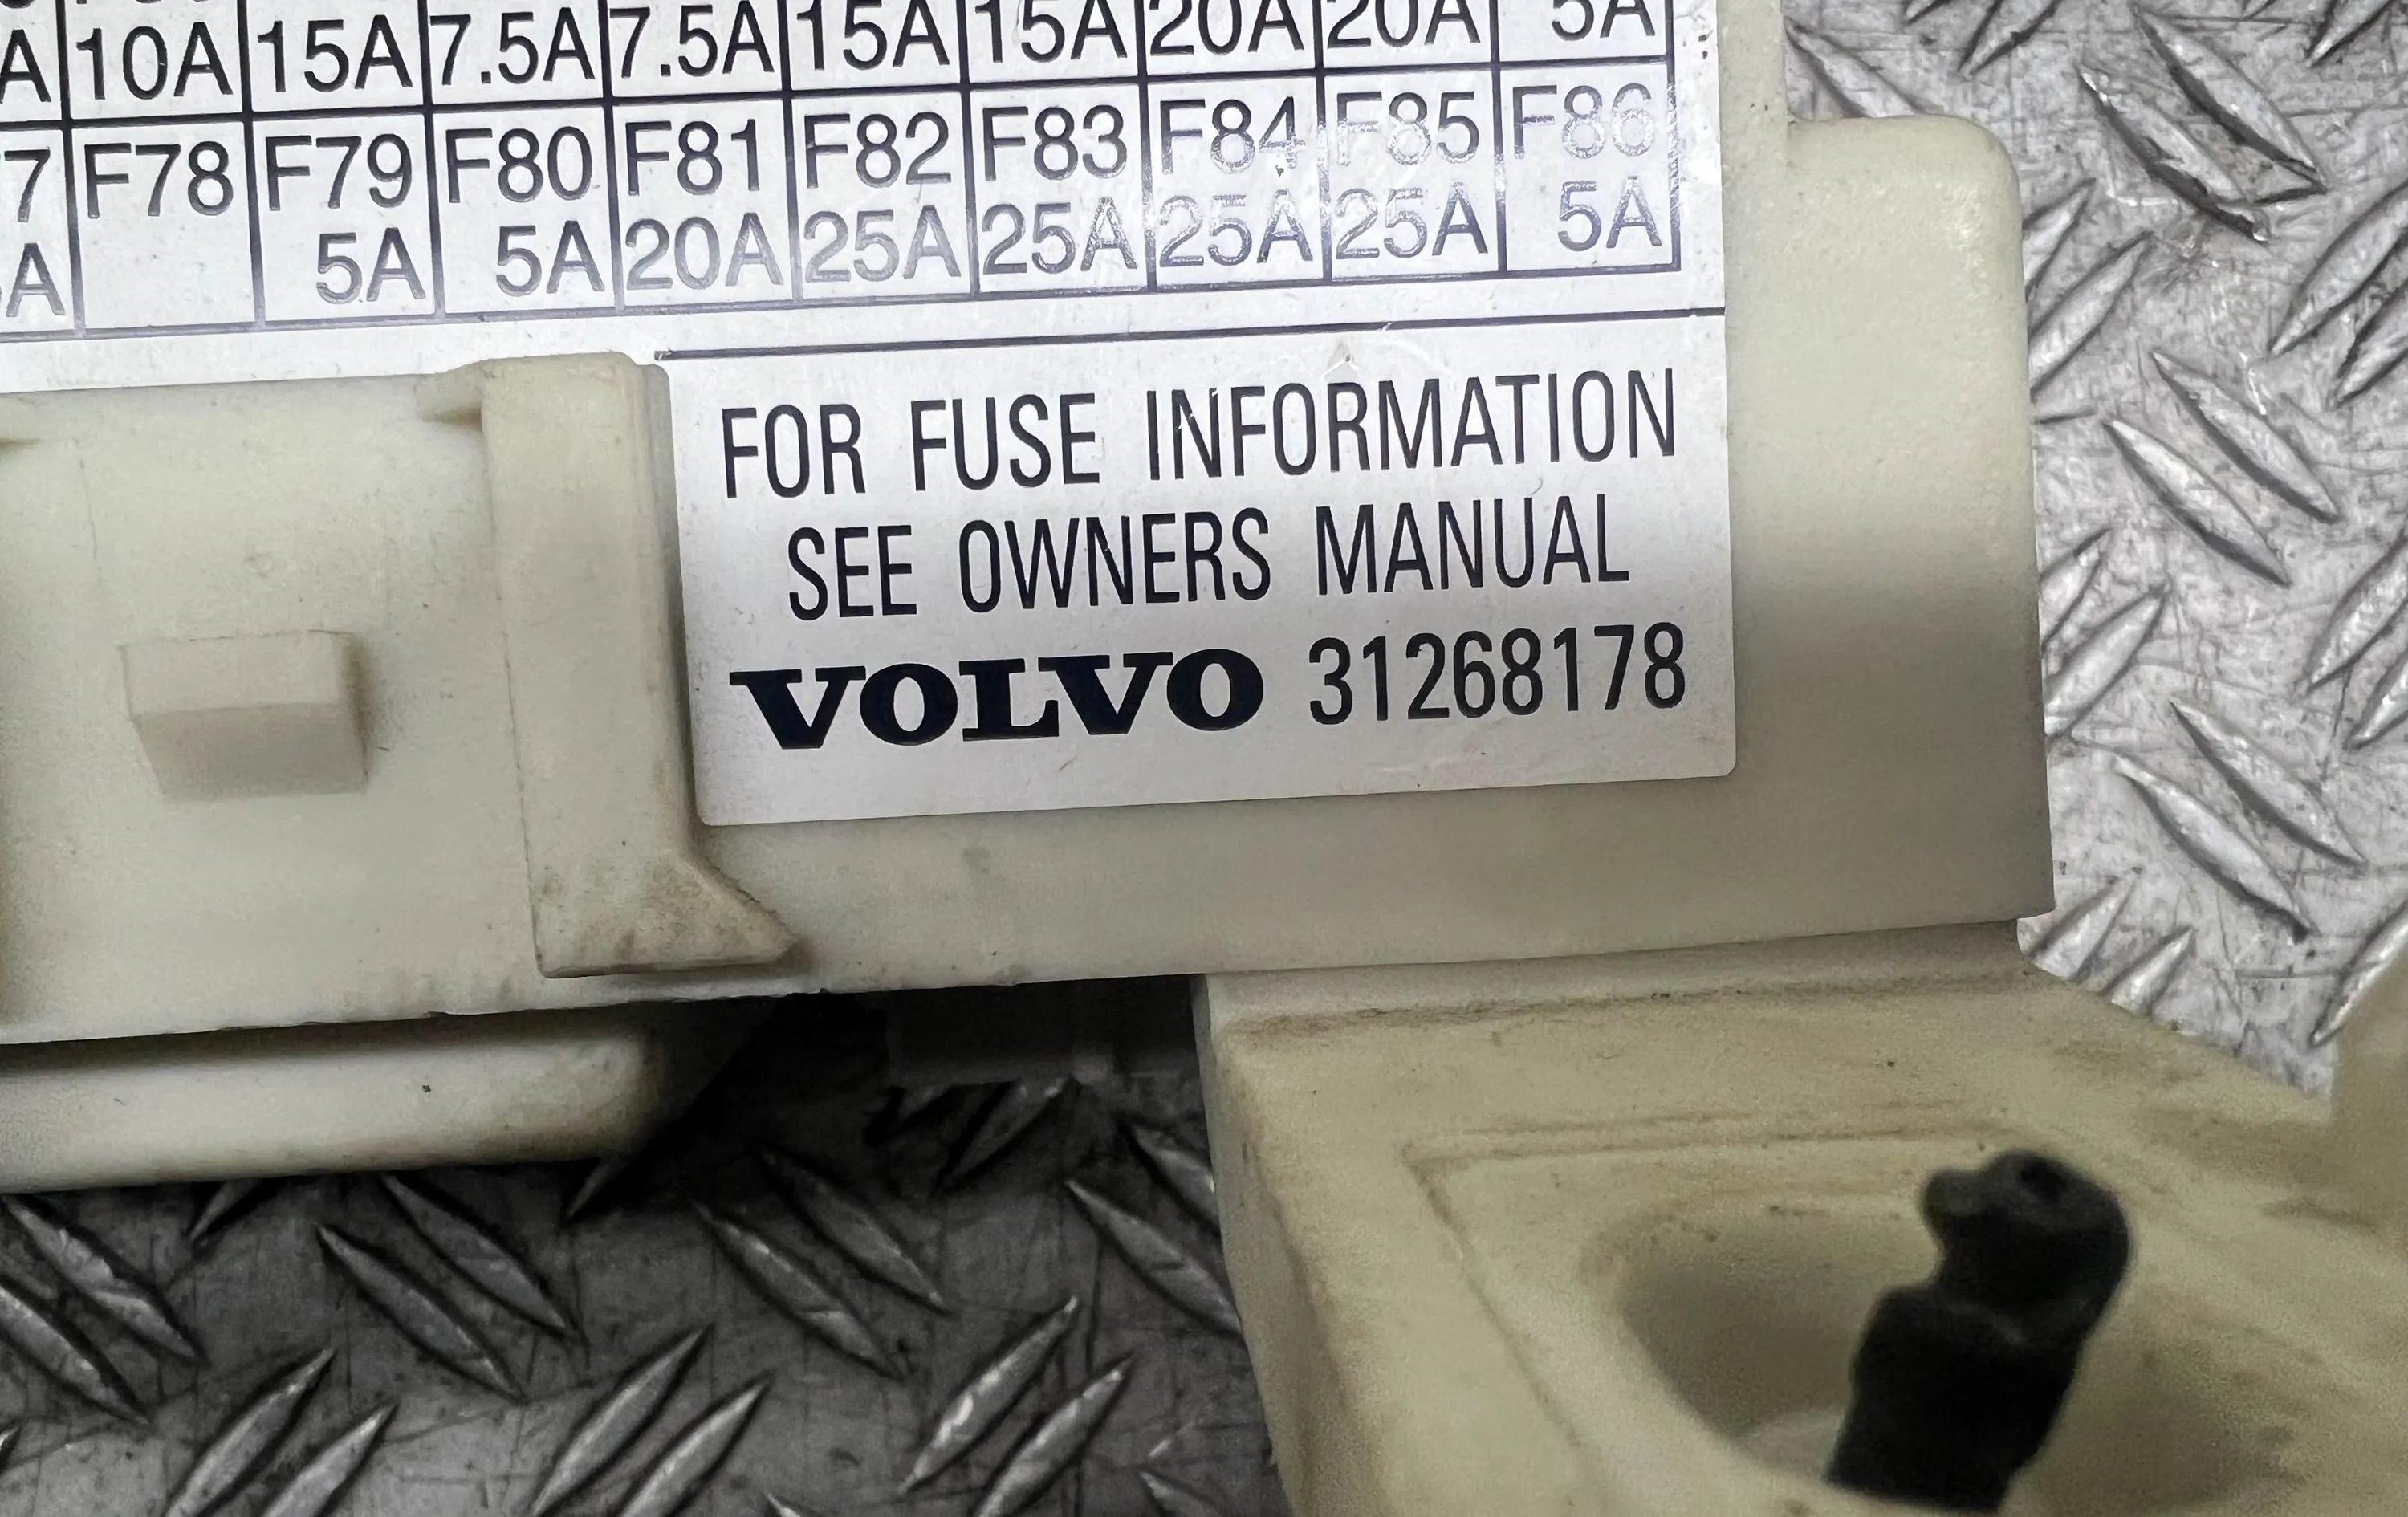 10A 15A 7.5A 7.5A 15A 15A 20A 20A 5A
F78 F79 F80 F81 F82 F83 F84 F85 F86
5A 5A 20A 25A 25A 25A 25A 5A
FOR FUSE INFORMATION
SEE OWNERS MANUAL
VOLVO 31268178